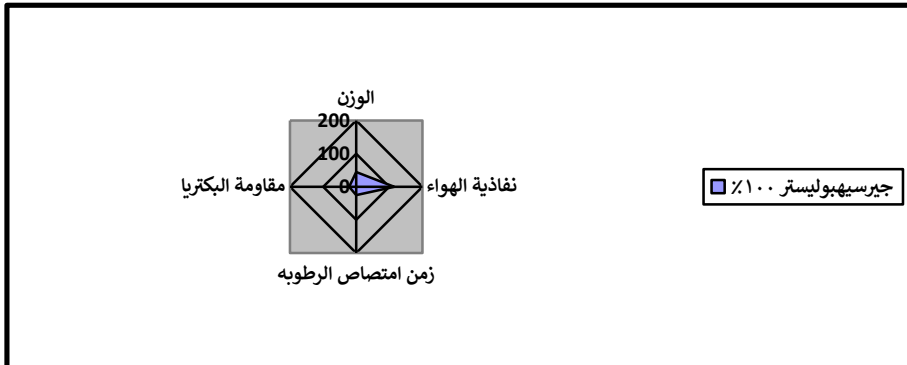 الوزن
200
100
0
نفاذية الهواء
مقاومة البكتريا
زمن امتصاص الرطوبه
جيرسيهبوليستر ١٠٠٪